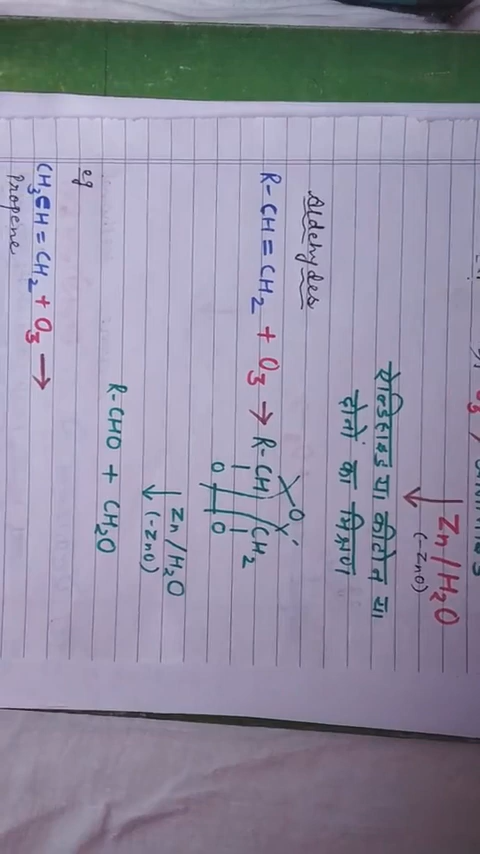 Zn/H₂O
(-ZnO)
ऐल्डिहाइड या कीटोन या
दोनों का मिश्रण
Aldehydes
R-CH=CH₂ + O₃ → R-CH CH₂
O
O O
Zn/H₂O
(-ZnO)
R-CHO + CH₂O
eg
CH₃CH=CH₂ + O₃ →
Propene